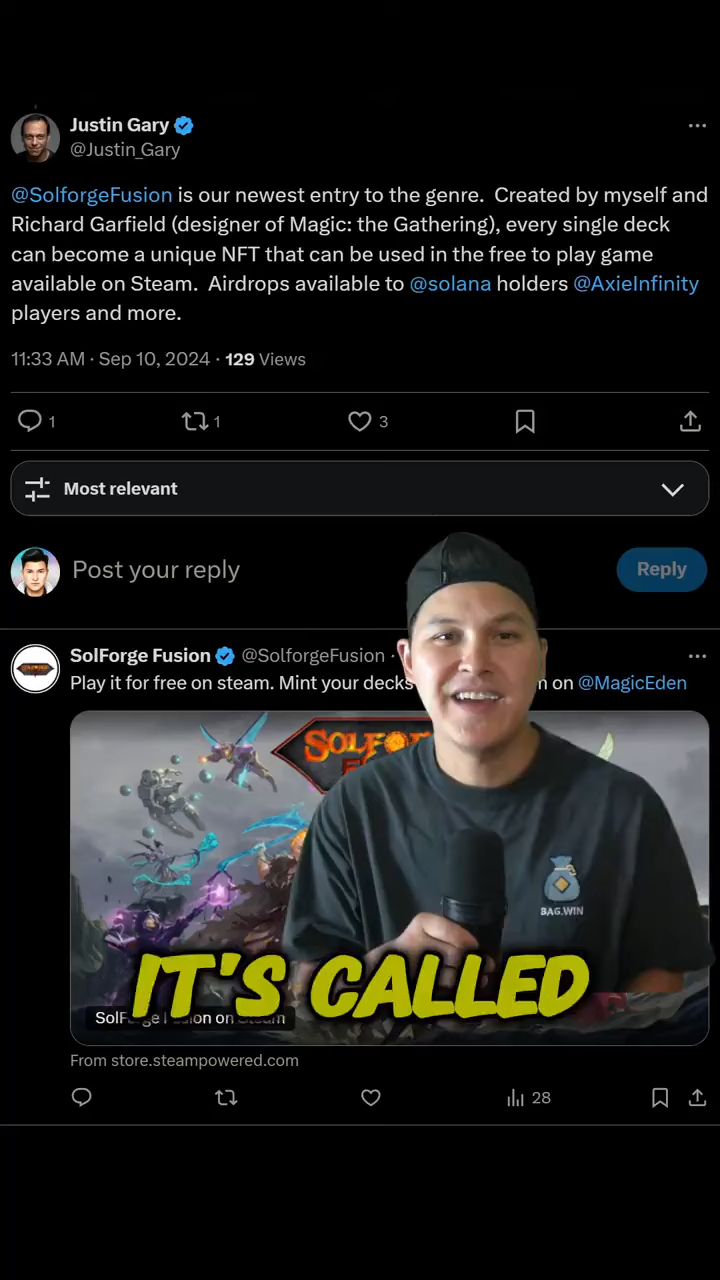 Justin Gary
@Justin_Gary
@SolforgeFusion is our newest entry to the genre. Created by myself and
Richard Garfield (designer of Magic: the Gathering), every single deck
can become a unique NFT that can be used in the free to play game
available on Steam. Airdrops available to @solana holders @AxieInfinity
players and more.
11:33 AM · Sep 10, 2024 · 129 Views
1
1
3
Most relevant
Post your reply
Reply
SolForge Fusion @SolforgeFusion ·
Play it for free on steam. Mint your decks on @MagicEden
BAG.WIN
IT'S CALLED
SolForge Fusion on Steam
From store.steampowered.com
28